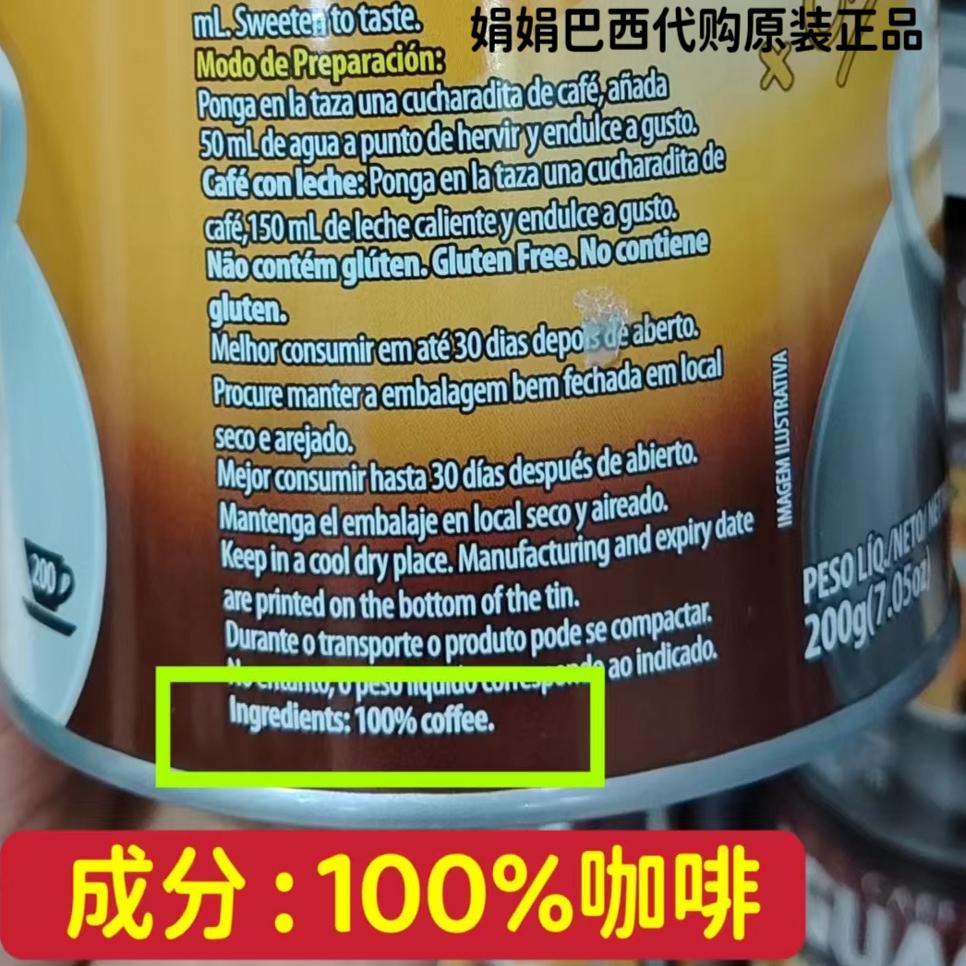 娟娟巴西代购原装正品
mL. Sweeten to taste.
Modo de Preparación:
Ponga en la taza una cucharadita de café, añada
50 mL de agua a punto de hervir y endulce a gusto.
Café con leche: Ponga en la taza una cucharadita de
café, 150 mL de leche caliente y endulce a gusto.
Não contém glúten. Gluten Free. No contiene
gluten.
Melhor consumir em até 30 dias depois de aberto.
Procure manter a embalagem bem fechada em local
seco e arejado.
Mejor consumir hasta 30 días después de abierto.
Mantenga el embalaje en local seco y aireado.
Keep in a cool dry place. Manufacturing and expiry date
are printed on the bottom of the tin.
Durante o transporte o produto pode se compactar.
No entanto, o peso líquido corresponde ao indicado.
Ingredients: 100% coffee.
IMAGEM ILUSTRATIVA
200
PESO LÍQ./NETO/
200g(7.05oz)
成分:100%咖啡